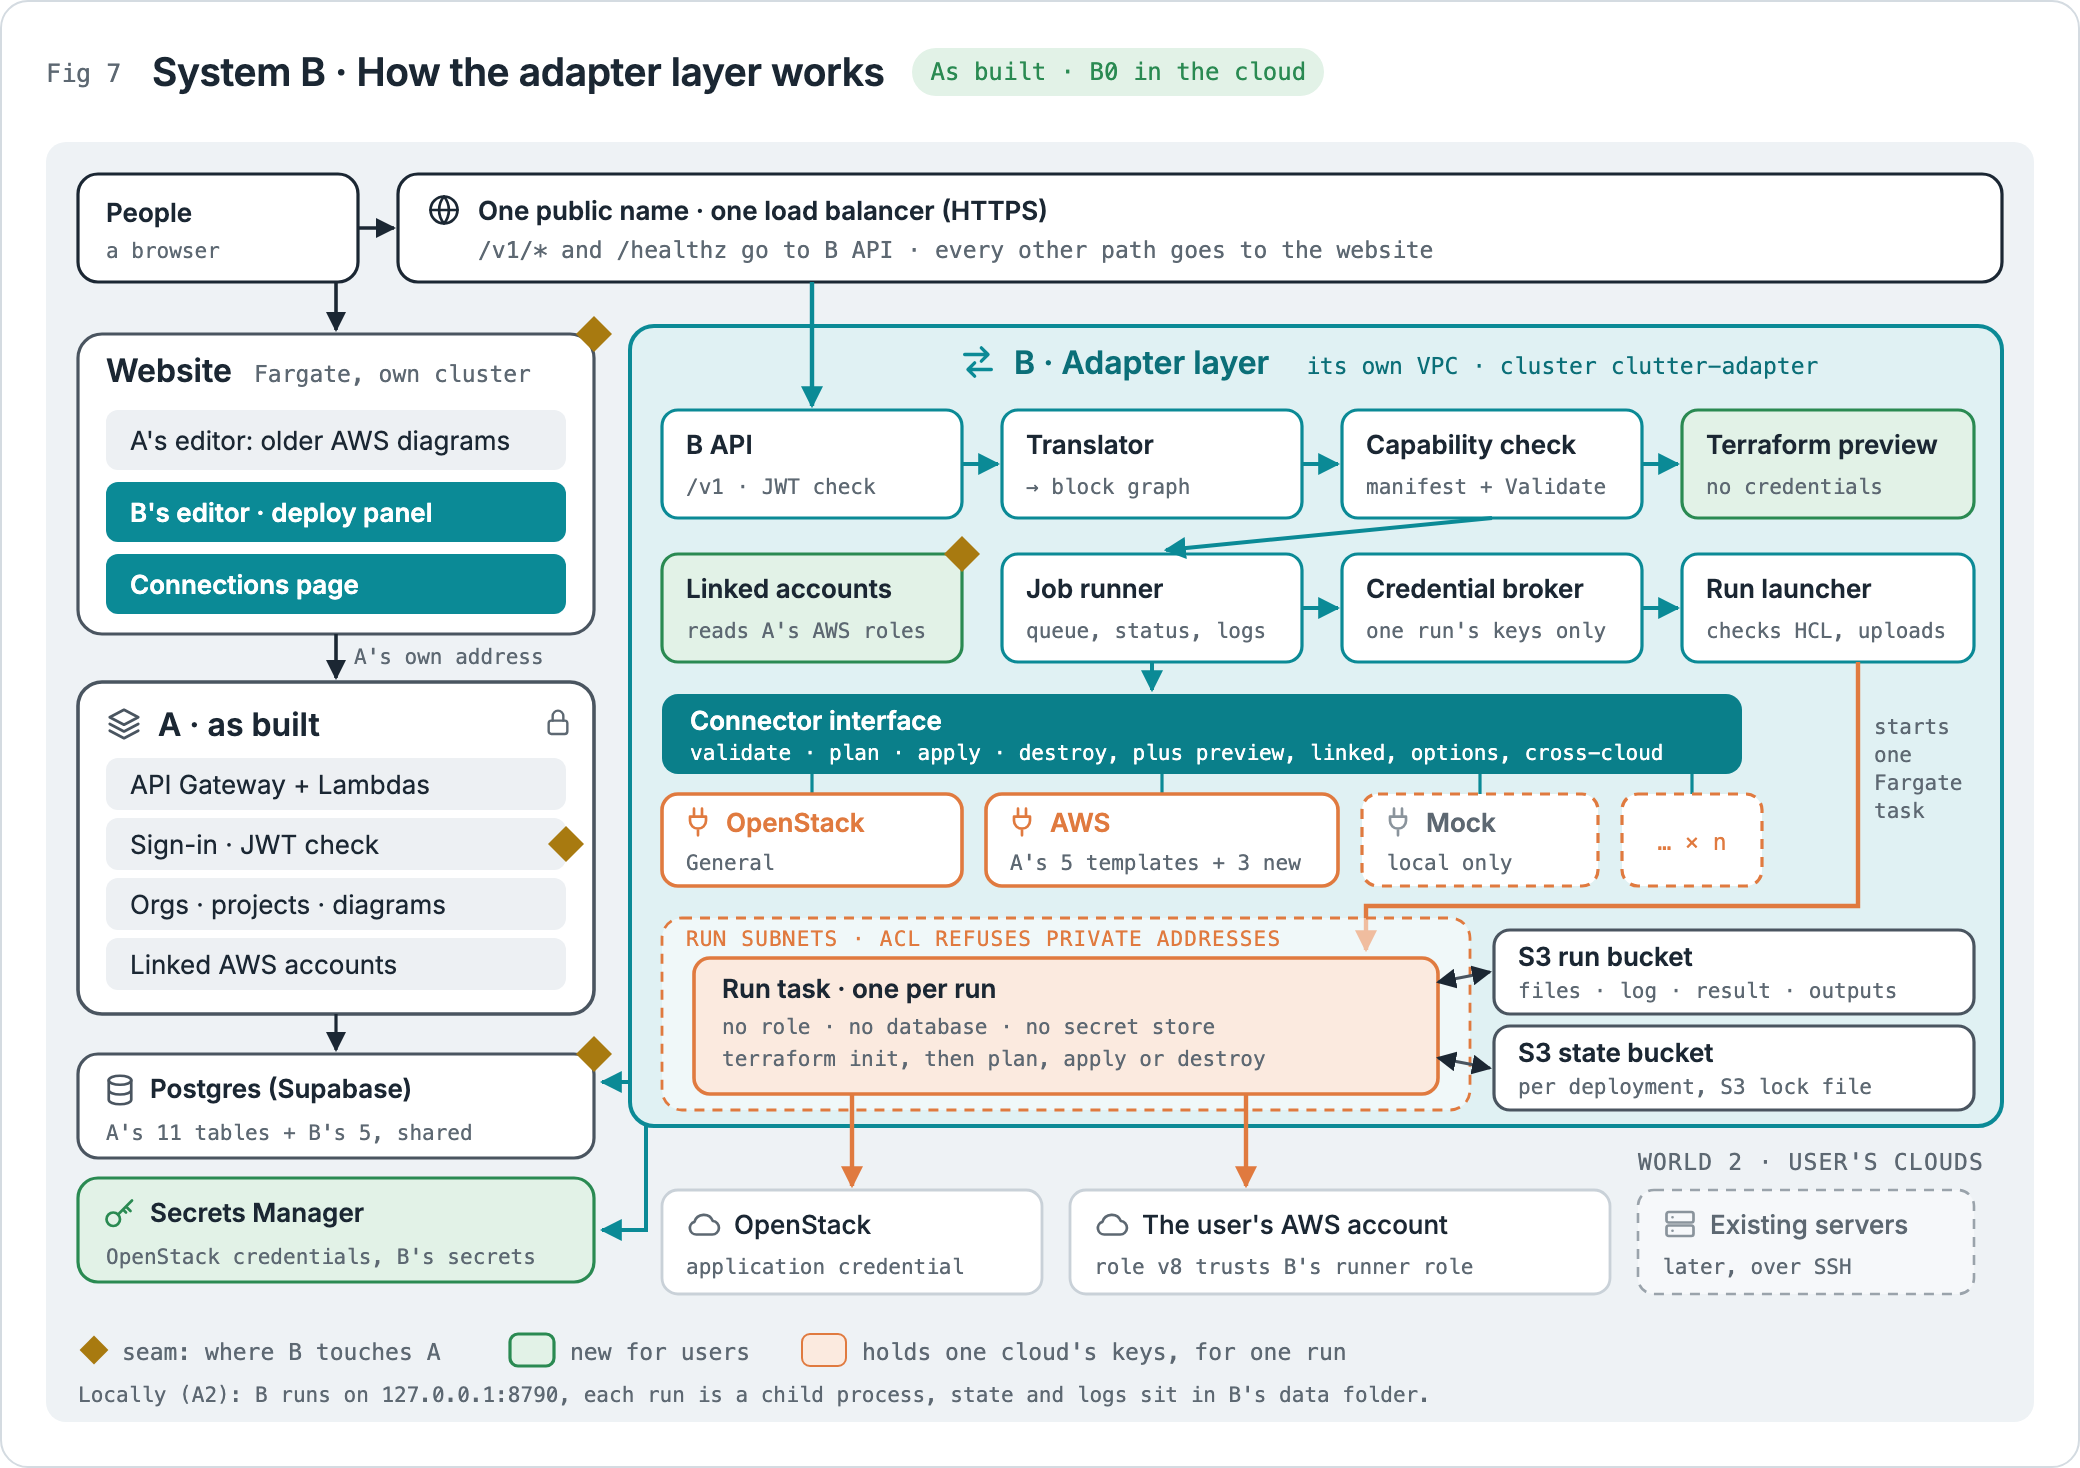 Fig 7 System B · How the adapter layer works As built · B0 in the cloud
People
a browser
One public name · one load balancer (HTTPS)
/v1/* and /healthz go to B API · every other path goes to the website
Website Fargate, own cluster
A's editor: older AWS diagrams
B's editor · deploy panel
Connections page
A's own address
A · as built
API Gateway + Lambdas
Sign-in · JWT check
Orgs · projects · diagrams
Linked AWS accounts
Postgres (Supabase)
A's 11 tables + B's 5, shared
Secrets Manager
OpenStack credentials, B's secrets
B · Adapter layer its own VPC · cluster clutter-adapter
B API
/v1 · JWT check
Translator
→ block graph
Capability check
manifest + Validate
Terraform preview
no credentials
Linked accounts
reads A's AWS roles
Job runner
queue, status, logs
Credential broker
one run's keys only
Run launcher
checks HCL, uploads
Connector interface
validate · plan · apply · destroy, plus preview, linked, options, cross-cloud
starts
one
Fargate
task
OpenStack
General
AWS
A's 5 templates + 3 new
Mock
local only
… × n
RUN SUBNETS · ACL REFUSES PRIVATE ADDRESSES
Run task · one per run
no role · no database · no secret store
terraform init, then plan, apply or destroy
S3 run bucket
files · log · result · outputs
S3 state bucket
per deployment, S3 lock file
WORLD 2 · USER'S CLOUDS
OpenStack
application credential
The user's AWS account
role v8 trusts B's runner role
Existing servers
later, over SSH
seam: where B touches A
new for users
holds one cloud's keys, for one run
Locally (A2): B runs on 127.0.0.1:8790, each run is a child process, state and logs sit in B's data folder.